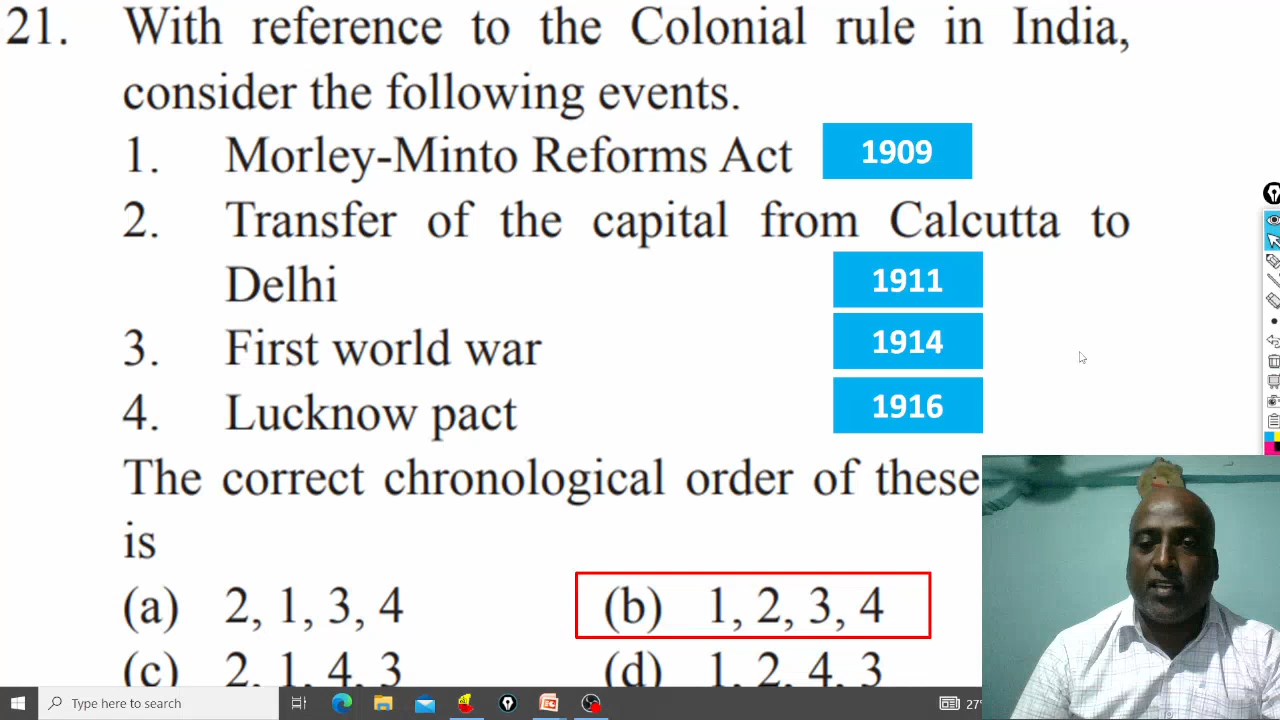 21. With reference to the Colonial rule in India,
consider the following events.
1. Morley-Minto Reforms Act 1909
2. Transfer of the capital from Calcutta to
Delhi 1911
3. First world war 1914
4. Lucknow pact 1916
The correct chronological order of these
is
(a) 2, 1, 3, 4 (b) 1, 2, 3, 4
(c) 2, 1, 4, 3 (d) 1, 2, 4, 3
Type here to search 27°